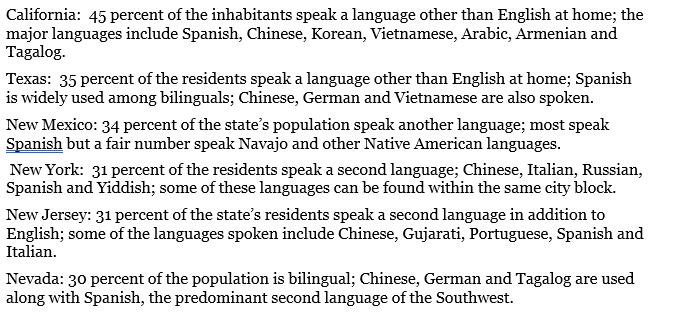 California:  45 percent of the inhabitants speak a language other than English at home; the
major languages include Spanish, Chinese, Korean, Vietnamese, Arabic, Armenian and
Tagalog.
Texas:  35 percent of the residents speak a language other than English at home; Spanish
is widely used among bilinguals; Chinese, German and Vietnamese are also spoken.
New Mexico: 34 percent of the state’s population speak another language; most speak
Spanish but a fair number speak Navajo and other Native American languages.
New York:  31 percent of the residents speak a second language; Chinese, Italian, Russian,
Spanish and Yiddish; some of these languages can be found within the same city block.
New Jersey: 31 percent of the state’s residents speak a second language in addition to
English; some of the languages spoken include Chinese, Gujarati, Portuguese, Spanish and
Italian.
Nevada: 30 percent of the population is bilingual; Chinese, German and Tagalog are used
along with Spanish, the predominant second language of the Southwest.